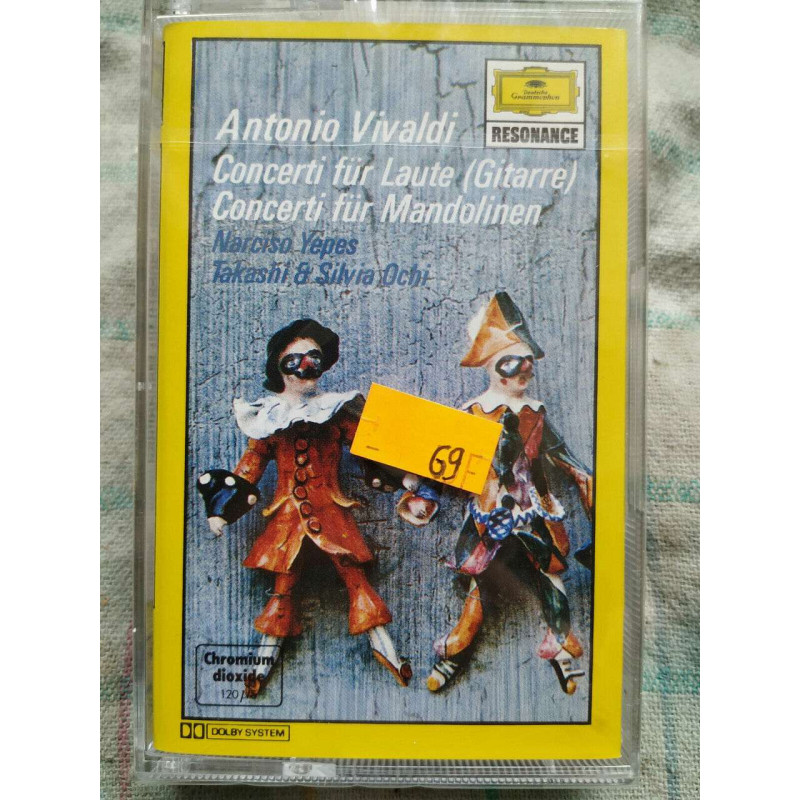 Deutsche
Grammophon
RESONANCE
Antonio Vivaldi
Concerti für Laute (Gitarre)
Concerti für Mandolinen
Narciso Yepes
Takashi & Silvia Ochi
69F
Chromium
dioxide
120 µs
DOLBY SYSTEM